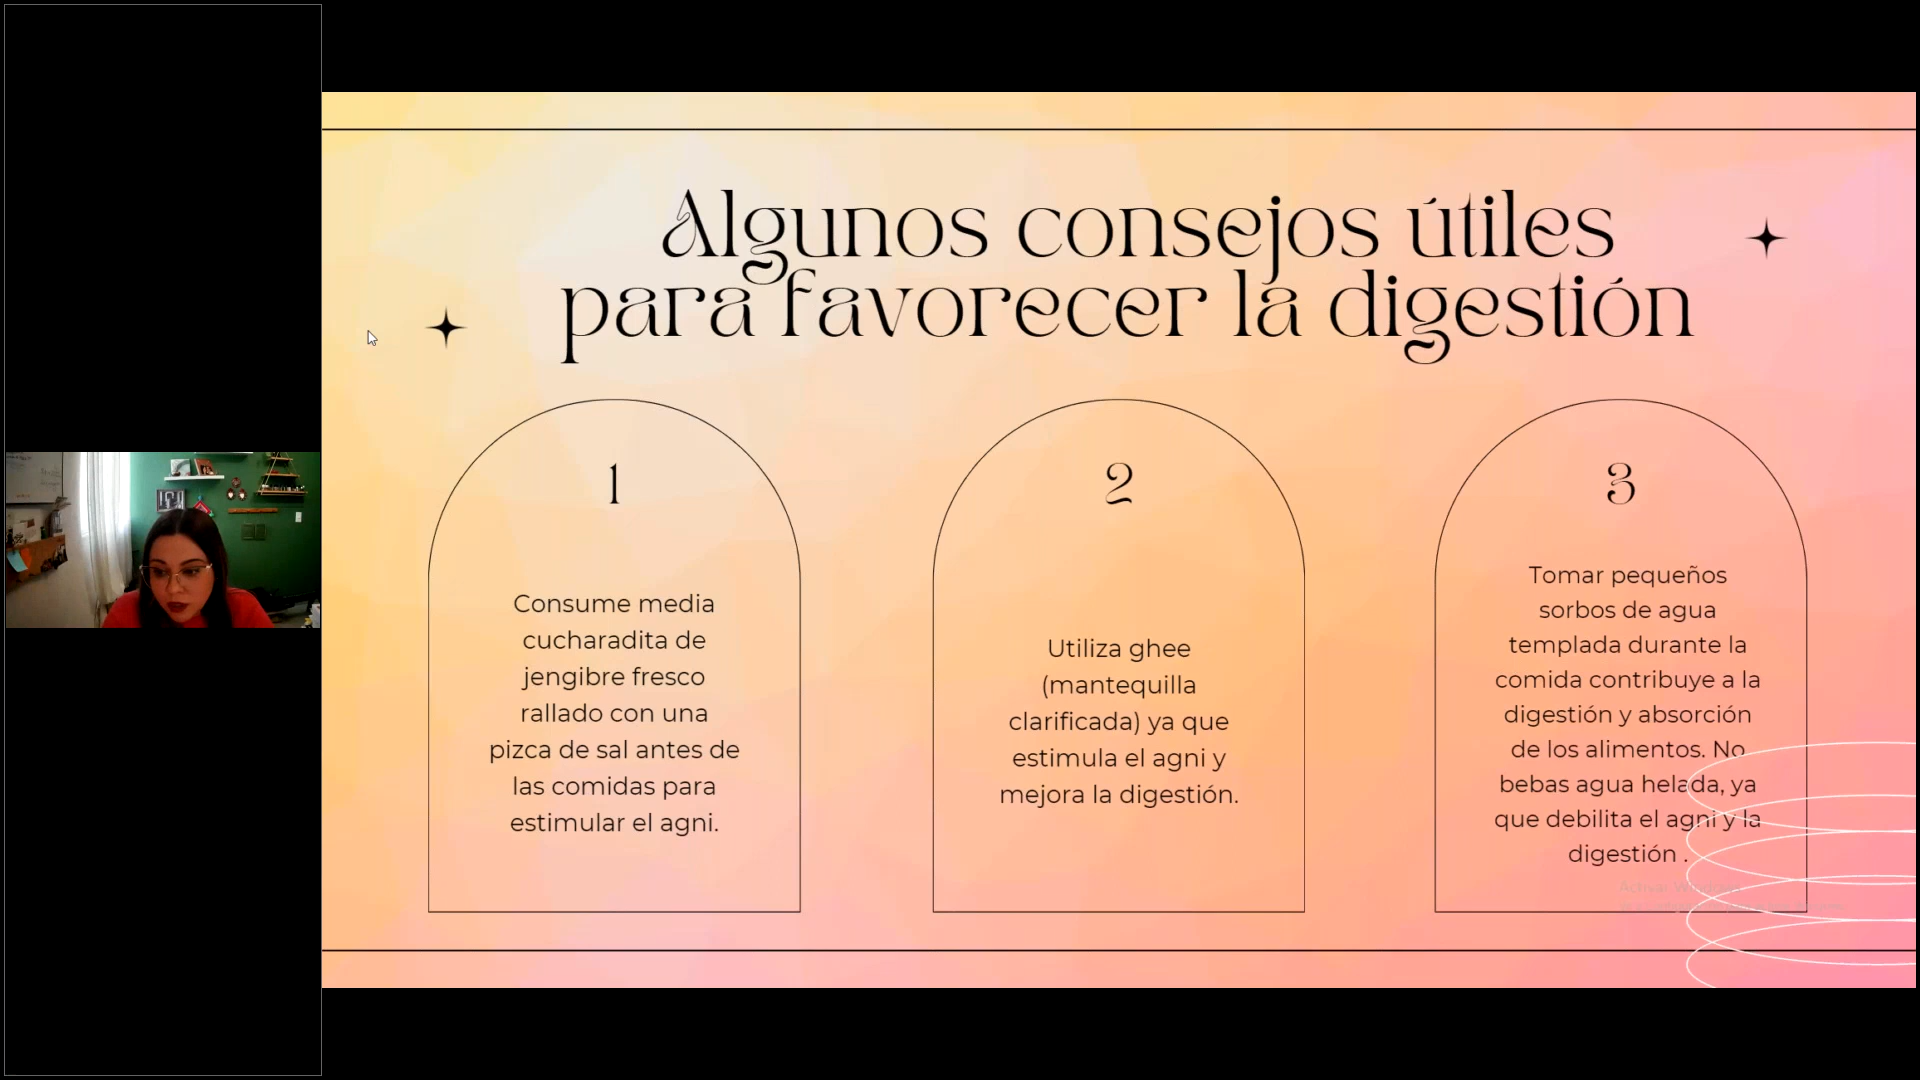 Algunos consejos útiles
para favorecer la digestión
1
Consume media
cucharadita de
jengibre fresco
rallado con una
pizca de sal antes de
las comidas para
estimular el agni.
2
Utiliza ghee
(mantequilla
clarificada) ya que
estimula el agni y
mejora la digestión.
3
Tomar pequeños
sorbos de agua
templada durante la
comida contribuye a la
digestión y absorción
de los alimentos. No
bebas agua helada, ya
que debilita el agni y la
digestión .
Activar Windows